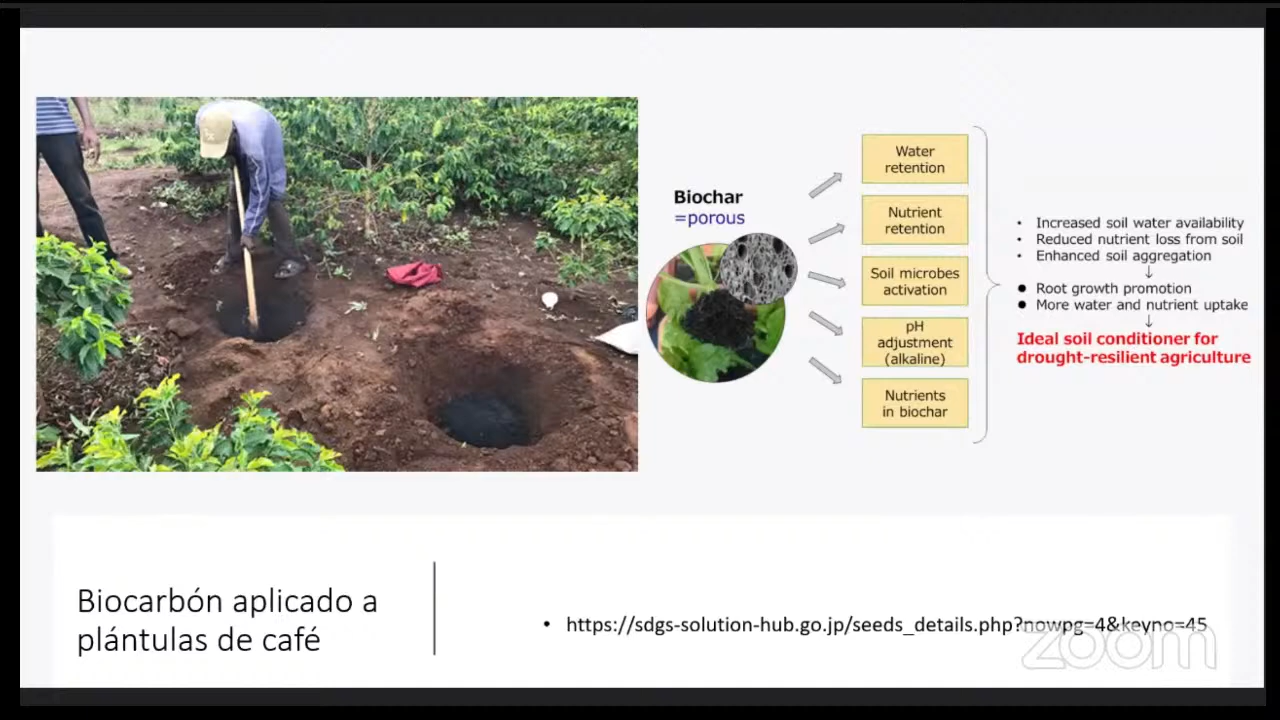 Biochar
=porous
Water
retention
Nutrient
retention
Soil microbes
activation
pH
adjustment
(alkaline)
Nutrients
in biochar
• Increased soil water availability
• Reduced nutrient loss from soil
• Enhanced soil aggregation
↓
● Root growth promotion
● More water and nutrient uptake
↓
Ideal soil conditioner for
drought-resilient agriculture
Biocarbón aplicado a
plántulas de café
• https://sdgs-solution-hub.go.jp/seeds_details.php?nowpg=4&keyno=45
zoom